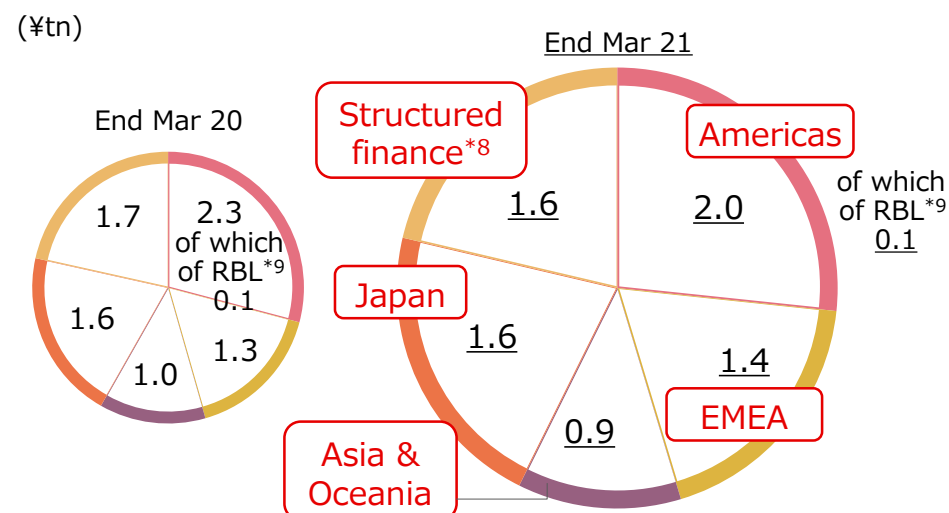 (¥tn)
End Mar 20
1.7
2.3
of which
of RBL*9
0.1
1.6
1.3
1.0
End Mar 21
Structured
finance*8
Americas
1.6
2.0
of which
of RBL*9
0.1
Japan
1.6
1.4
EMEA
0.9
Asia &
Oceania